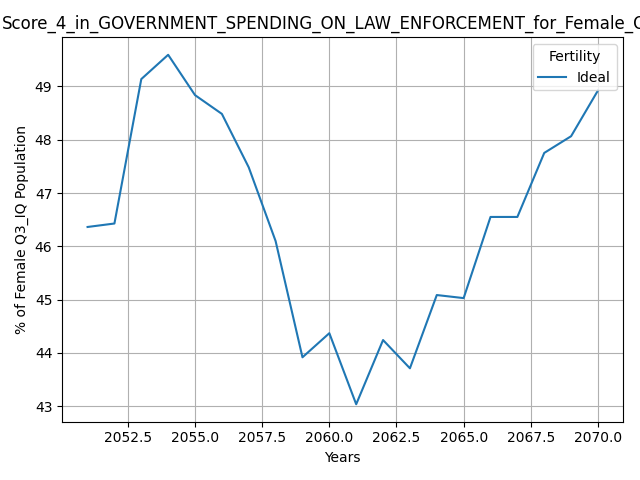 Score_4_in_GOVERNMENT_SPENDING_ON_LAW_ENFORCEMENT_for_Female_
Fertility
Ideal
% of Female Q3_IQ Population
49
48
47
46
45
44
43
2052.5 2055.0 2057.5 2060.0 2062.5 2065.0 2067.5 2070.0
Years